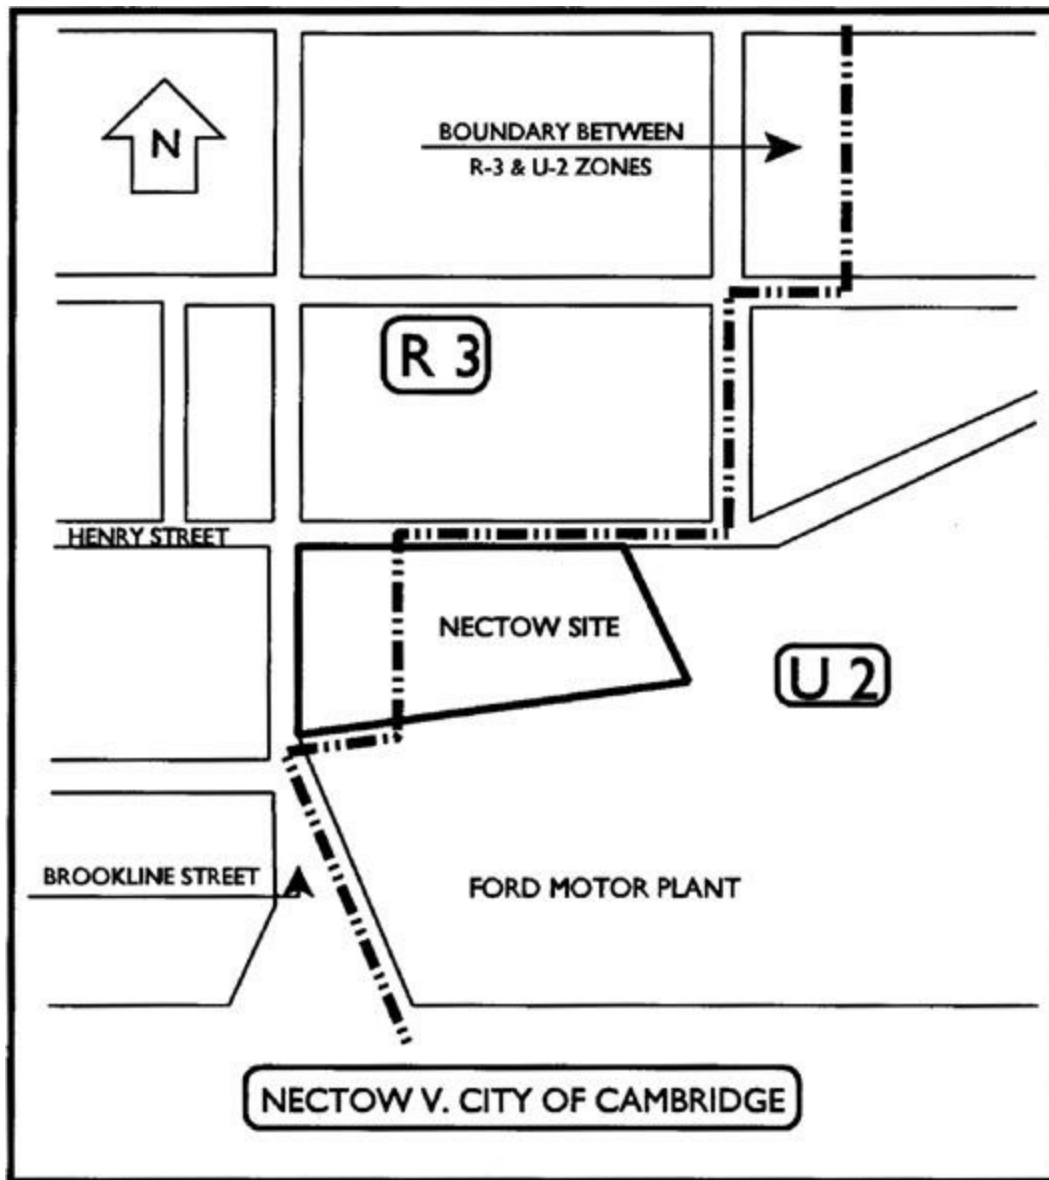 N
BOUNDARY BETWEEN
R-3 & U-2 ZONES
R 3
HENRY STREET
NECTOW SITE
U 2
BROOKLINE STREET
FORD MOTOR PLANT
NECTOW V. CITY OF CAMBRIDGE